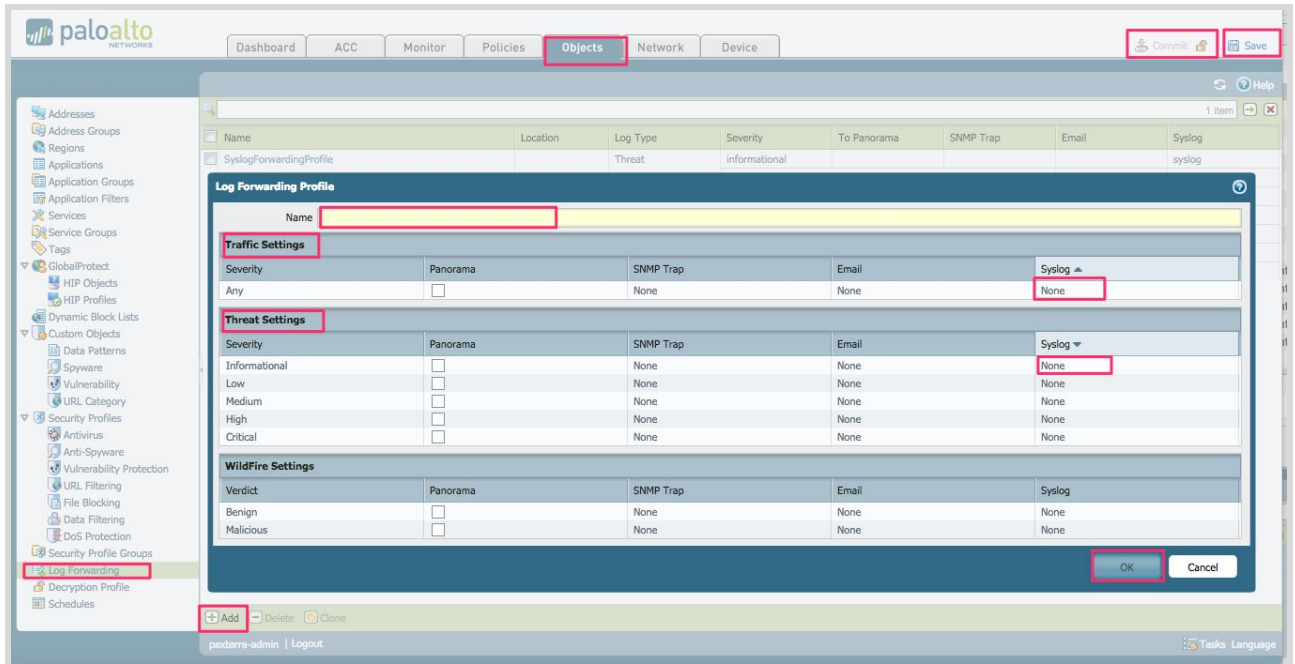 paloalto
NETWORKS
Dashboard ACC Monitor Policies Objects Network Device
Commit Save
Help
Addresses
Address Groups
Regions
Applications
Application Groups
Application Filters
Services
Service Groups
Tags
GlobalProtect
HIP Objects
HIP Profiles
Dynamic Block Lists
Custom Objects
Data Patterns
Spyware
Vulnerability
URL Category
Security Profiles
Antivirus
Anti-Spyware
Vulnerability Protection
URL Filtering
File Blocking
Data Filtering
DoS Protection
Security Profile Groups
Log Forwarding
Decryption Profile
Schedules
1 item
Name Location Log Type Severity To Panorama SNMP Trap Email Syslog
SyslogForwardingProfile Threat informational syslog
Log Forwarding Profile
Name
Traffic Settings
Severity Panorama SNMP Trap Email Syslog
Any None None None
Threat Settings
Severity Panorama SNMP Trap Email Syslog
Informational None None None
Low None None None
Medium None None None
High None None None
Critical None None None
WildFire Settings
Verdict Panorama SNMP Trap Email Syslog
Benign None None None
Malicious None None None
OK Cancel
Add Delete Clone
paxterra-admin | Logout
Tasks Language